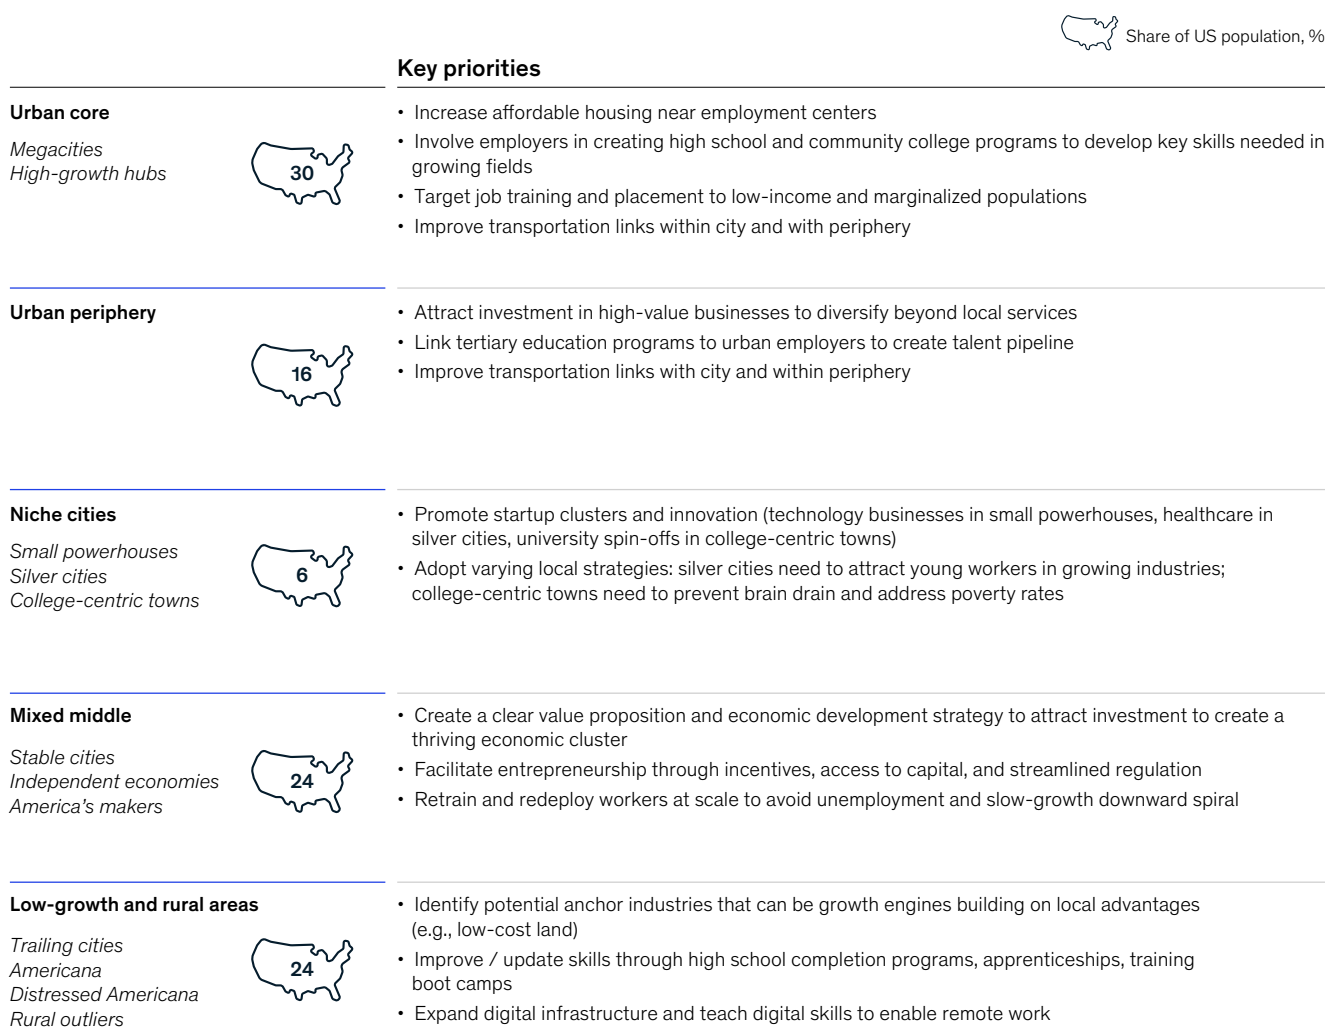 Share of US population, %
Key priorities
Urban core
Megacities
High-growth hubs
30
• Increase affordable housing near employment centers
• Involve employers in creating high school and community college programs to develop key skills needed in
growing fields
• Target job training and placement to low-income and marginalized populations
• Improve transportation links within city and with periphery
Urban periphery
16
• Attract investment in high-value businesses to diversify beyond local services
• Link tertiary education programs to urban employers to create talent pipeline
• Improve transportation links with city and within periphery
Niche cities
Small powerhouses
Silver cities
College-centric towns
6
• Promote startup clusters and innovation (technology businesses in small powerhouses, healthcare in
silver cities, university spin-offs in college-centric towns)
• Adopt varying local strategies: silver cities need to attract young workers in growing industries;
college-centric towns need to prevent brain drain and address poverty rates
Mixed middle
Stable cities
Independent economies
America's makers
24
• Create a clear value proposition and economic development strategy to attract investment to create a
thriving economic cluster
• Facilitate entrepreneurship through incentives, access to capital, and streamlined regulation
• Retrain and redeploy workers at scale to avoid unemployment and slow-growth downward spiral
Low-growth and rural areas
Trailing cities
Americana
Distressed Americana
Rural outliers
24
• Identify potential anchor industries that can be growth engines building on local advantages
(e.g., low-cost land)
• Improve / update skills through high school completion programs, apprenticeships, training
boot camps
• Expand digital infrastructure and teach digital skills to enable remote work